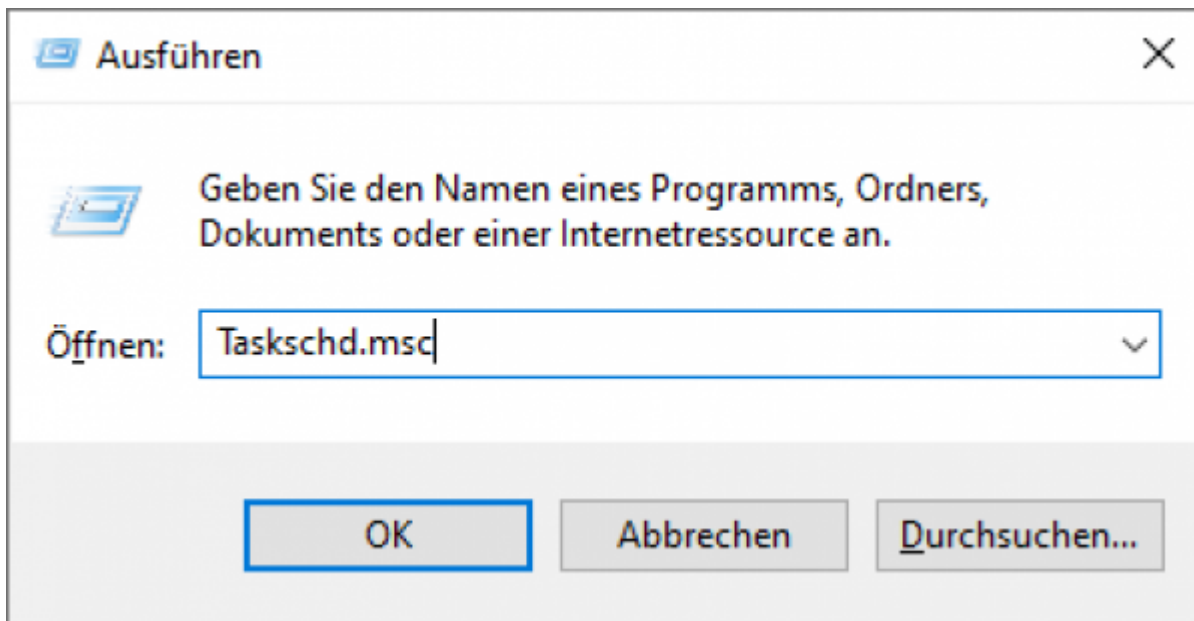 Ausführen
Geben Sie den Namen eines Programms, Ordners,
Dokuments oder einer Internetressource an.
Öffnen: Taskschd.msc
OK Abbrechen Durchsuchen...